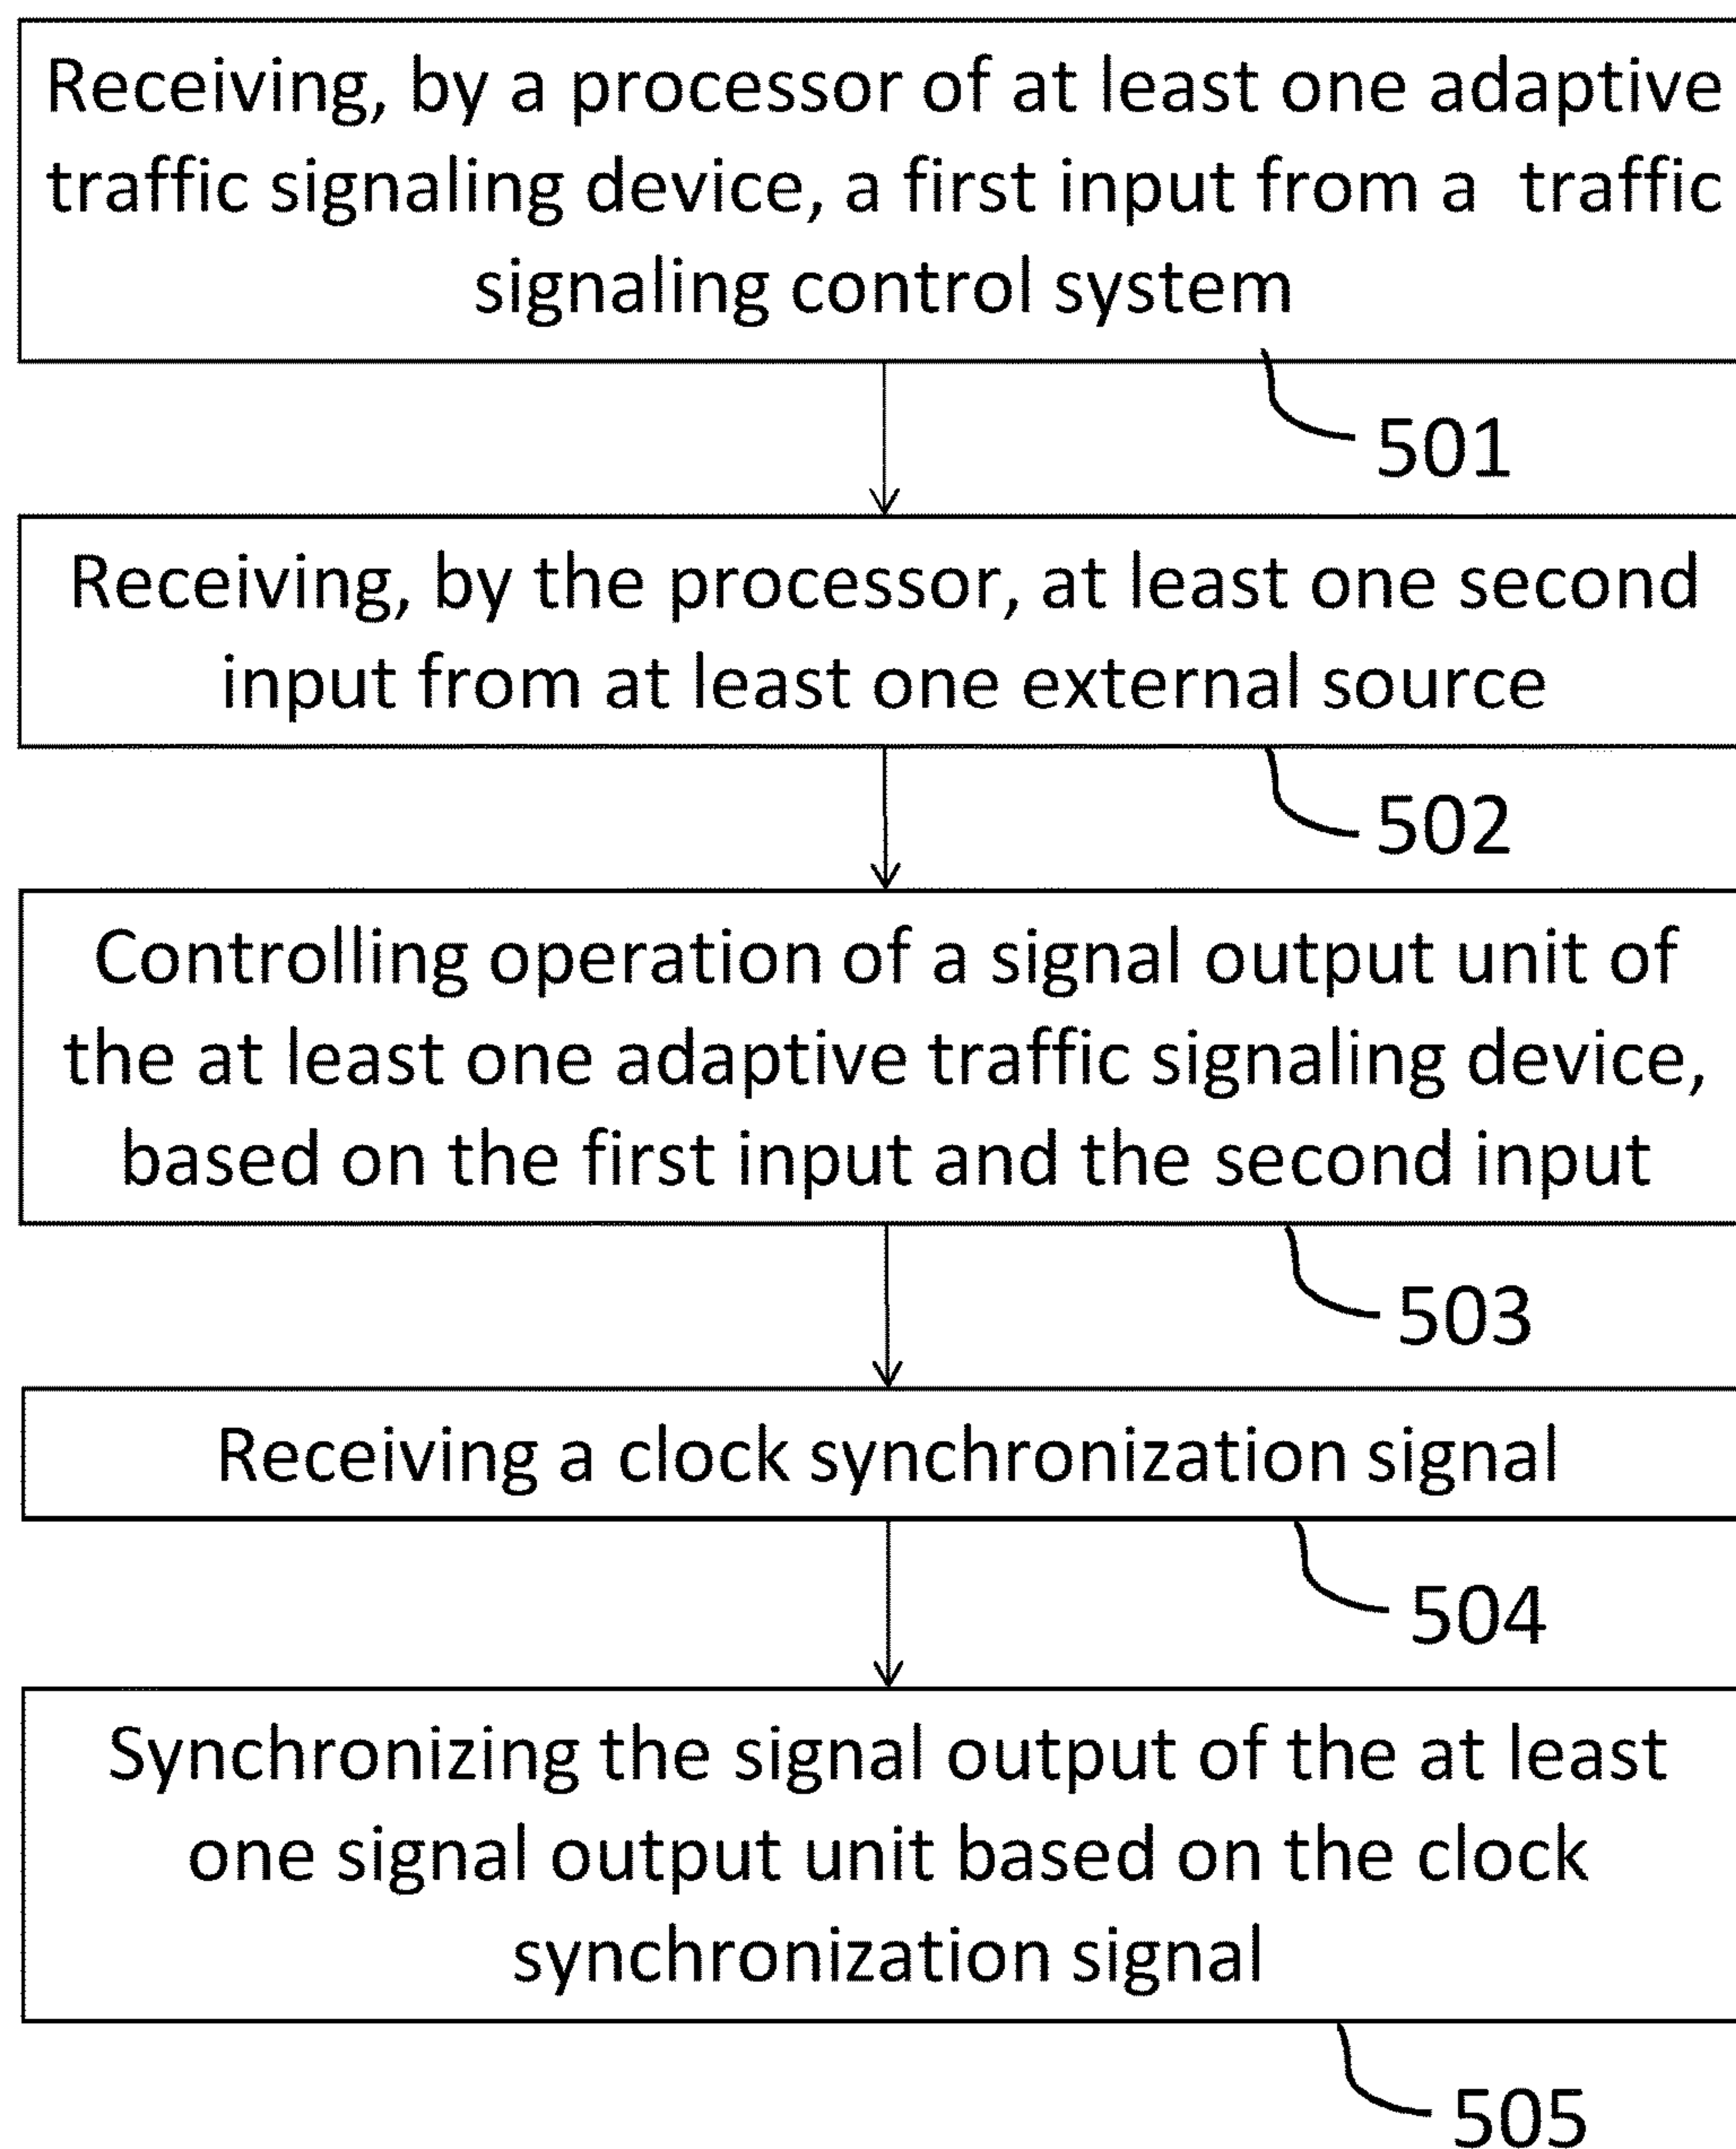 Receiving, by a processor of at least one adaptive
traffic signaling device, a first input from a traffic
signaling control system
501
Receiving, by the processor, at least one second
input from at least one external source
502
Controlling operation of a signal output unit of
the at least one adaptive traffic signaling device,
based on the first input and the second input
503
Receiving a clock synchronization signal
504
Synchronizing the signal output of the at least
one signal output unit based on the clock
synchronization signal
505